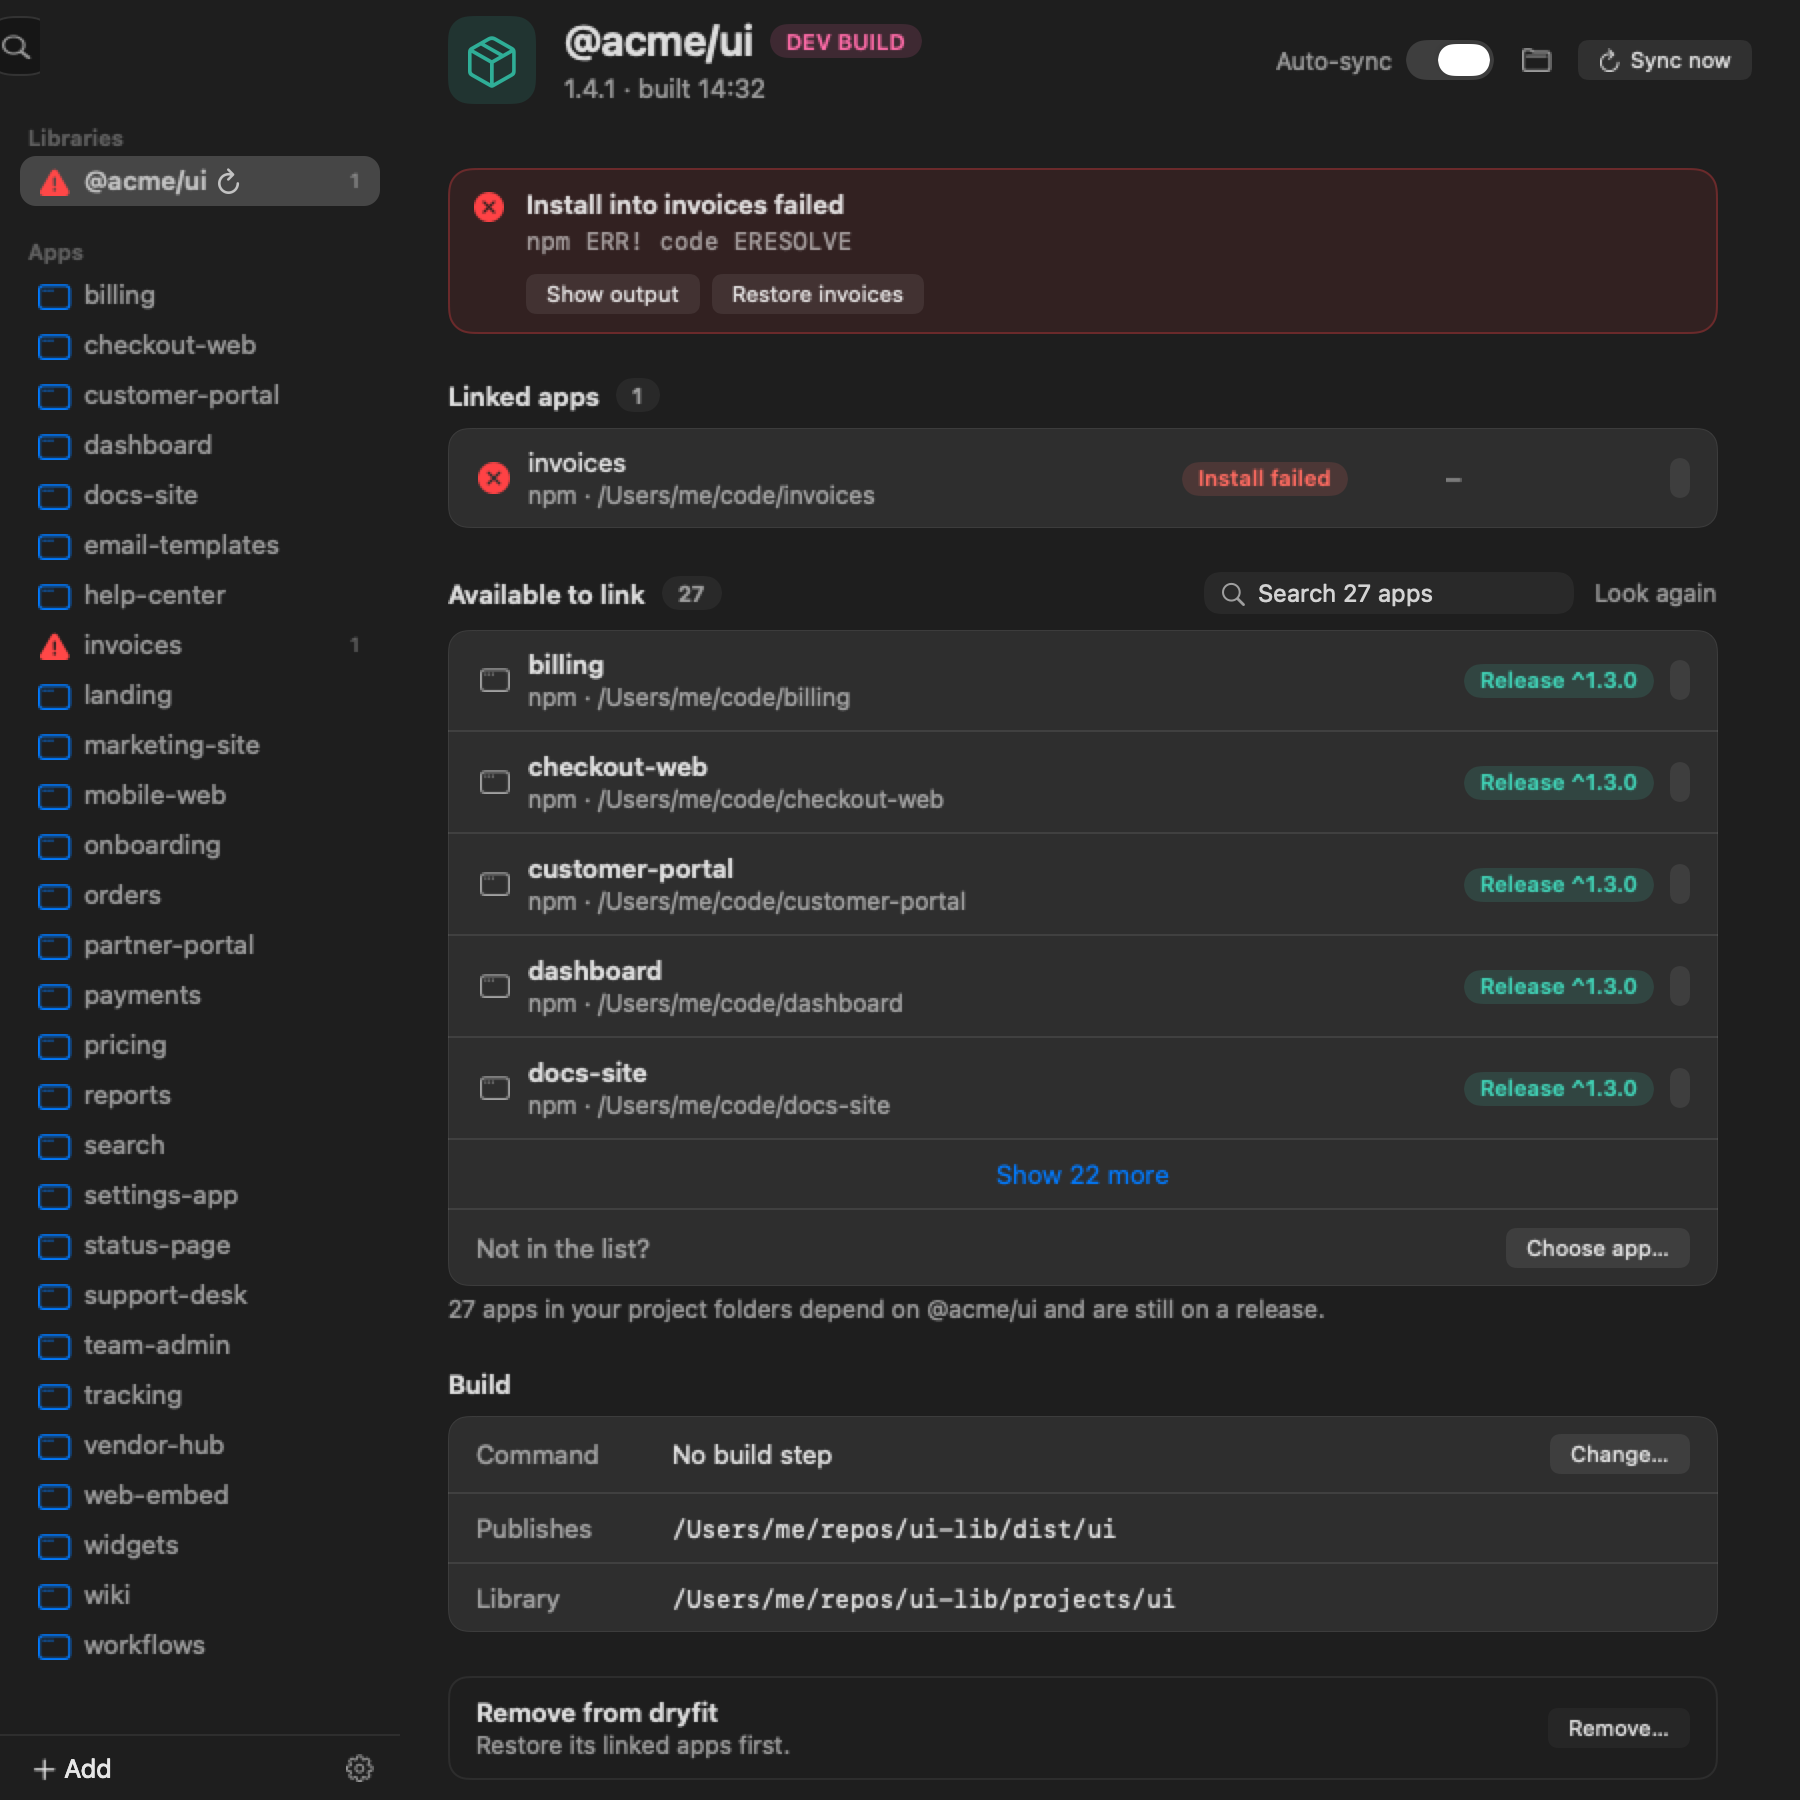 @acme/ui DEV BUILD
1.4.1 · built 14:32
Auto-sync
Sync now
Libraries
@acme/ui 1
Apps
billing
checkout-web
customer-portal
dashboard
docs-site
email-templates
help-center
invoices 1
landing
marketing-site
mobile-web
onboarding
orders
partner-portal
payments
pricing
reports
search
settings-app
status-page
support-desk
team-admin
tracking
vendor-hub
web-embed
widgets
wiki
workflows
+ Add
Install into invoices failed
npm ERR! code ERESOLVE
Show output Restore invoices
Linked apps 1
invoices
npm · /Users/me/code/invoices
Install failed –
Available to link 27
Search 27 apps Look again
billing
npm · /Users/me/code/billing
Release ^1.3.0
checkout-web
npm · /Users/me/code/checkout-web
Release ^1.3.0
customer-portal
npm · /Users/me/code/customer-portal
Release ^1.3.0
dashboard
npm · /Users/me/code/dashboard
Release ^1.3.0
docs-site
npm · /Users/me/code/docs-site
Release ^1.3.0
Show 22 more
Not in the list? Choose app...
27 apps in your project folders depend on @acme/ui and are still on a release.
Build
Command No build step Change...
Publishes /Users/me/repos/ui-lib/dist/ui
Library /Users/me/repos/ui-lib/projects/ui
Remove from dryfit
Restore its linked apps first.
Remove...